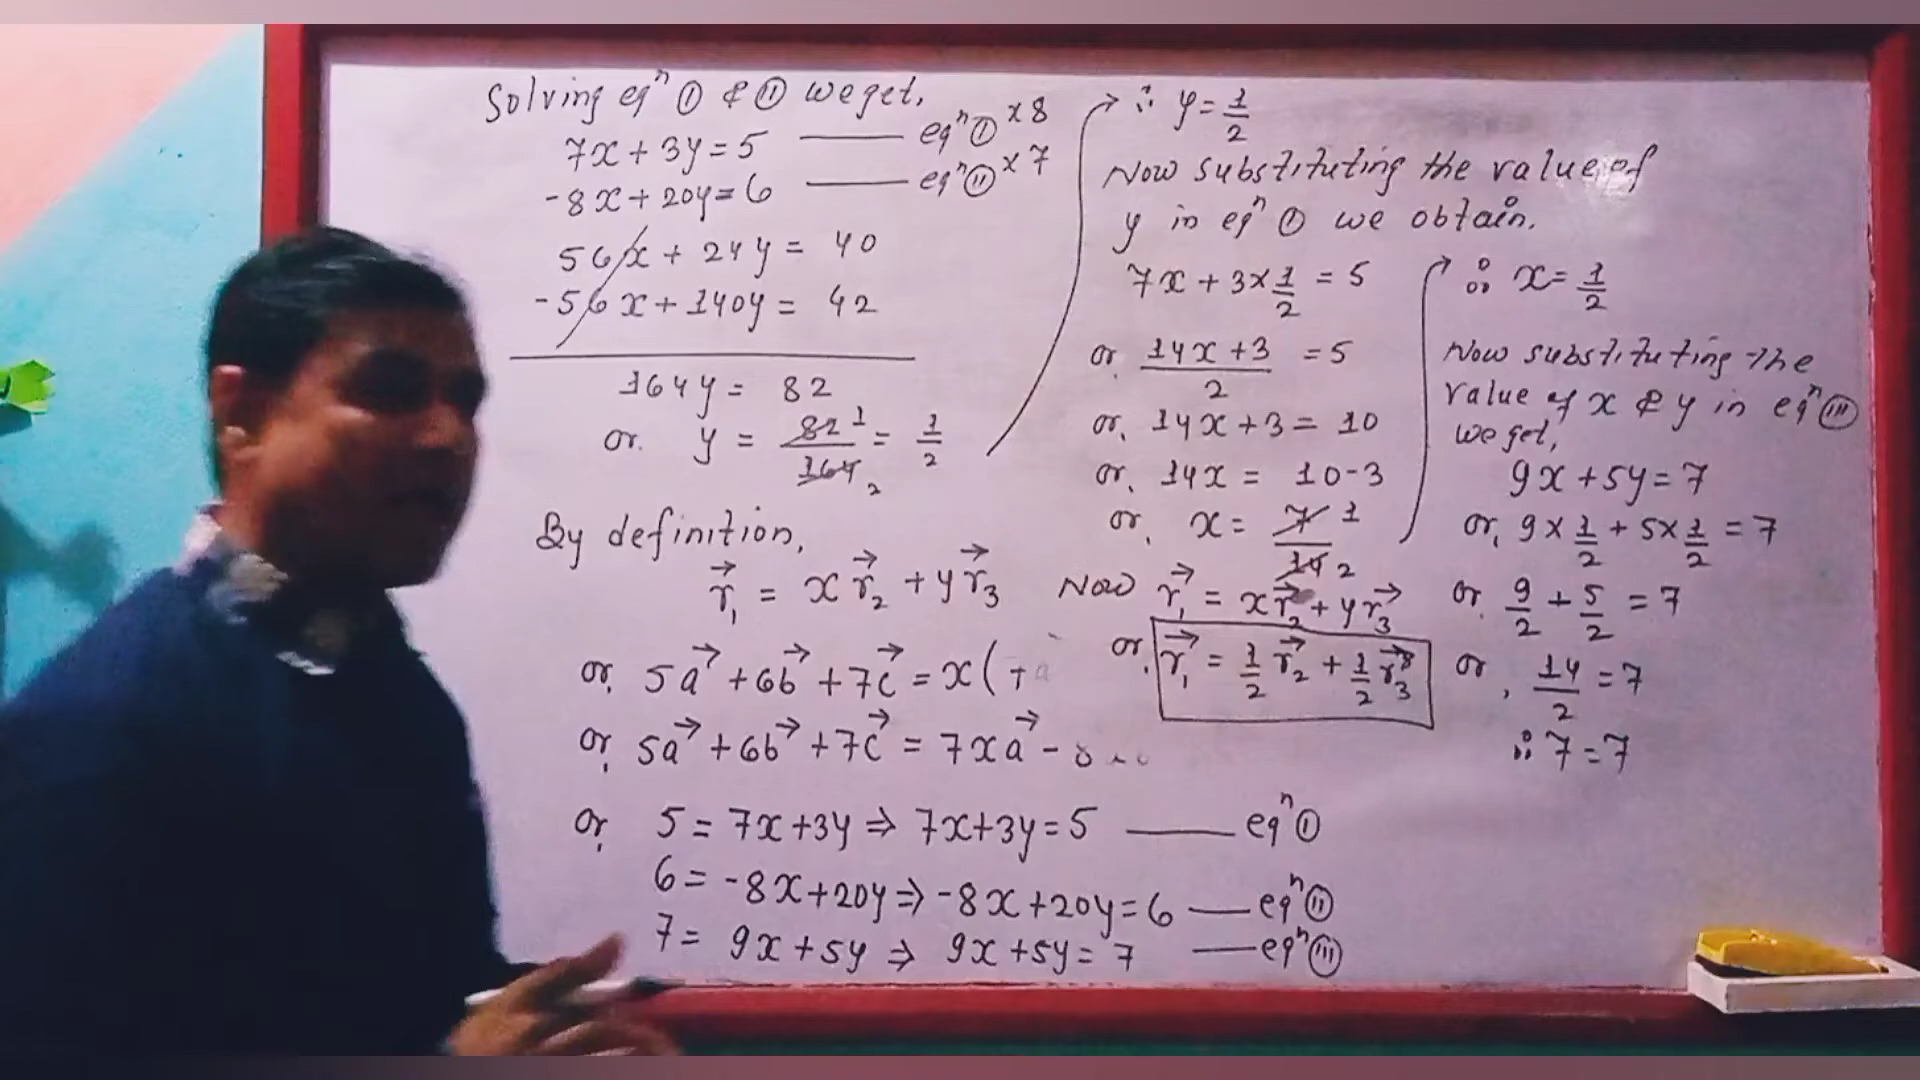 Solving eqⁿ Ⓘ & Ⓘⓘ we get,
7x + 3y = 5 —— eqⁿ Ⓘ × 8
-8x + 20y = 6 —— eqⁿ Ⓘⓘ × 7
56x + 24y = 40
-56x + 140y = 42
164y = 82
or. y = 82 1 / 164 2 = 1/2
By definition,
r⃗₁ = x r⃗₂ + y r⃗₃
or, 5a⃗ + 6b⃗ + 7c⃗ = x(7
or, 5a⃗ + 6b⃗ + 7c⃗ = 7xa⃗ - 8
or, 5 = 7x + 3y ⇒ 7x + 3y = 5 —— eqⁿ Ⓘ
6 = -8x + 20y ⇒ -8x + 20y = 6 — eqⁿ Ⓘⓘ
7 = 9x + 5y ⇒ 9x + 5y = 7 — eqⁿ Ⓘⓘⓘ
∴ y = 1/2
Now substituting the value of
y in eqⁿ Ⓘ we obtain.
7x + 3 × 1/2 = 5
or, (14x + 3)/2 = 5
or, 14x + 3 = 10
or, 14x = 10 - 3
or, x = 7 1 / 14 2
Now r⃗₁ = x r⃗₂ + y r⃗₃
or, r⃗₁ = 1/2 r⃗₂ + 1/2 r⃗₃
∴ x = 1/2
Now substituting the
value of x & y in eqⁿ Ⓘⓘⓘ
we get,
9x + 5y = 7
or, 9 × 1/2 + 5 × 1/2 = 7
or, 9/2 + 5/2 = 7
or, 14/2 = 7
∴ 7 = 7